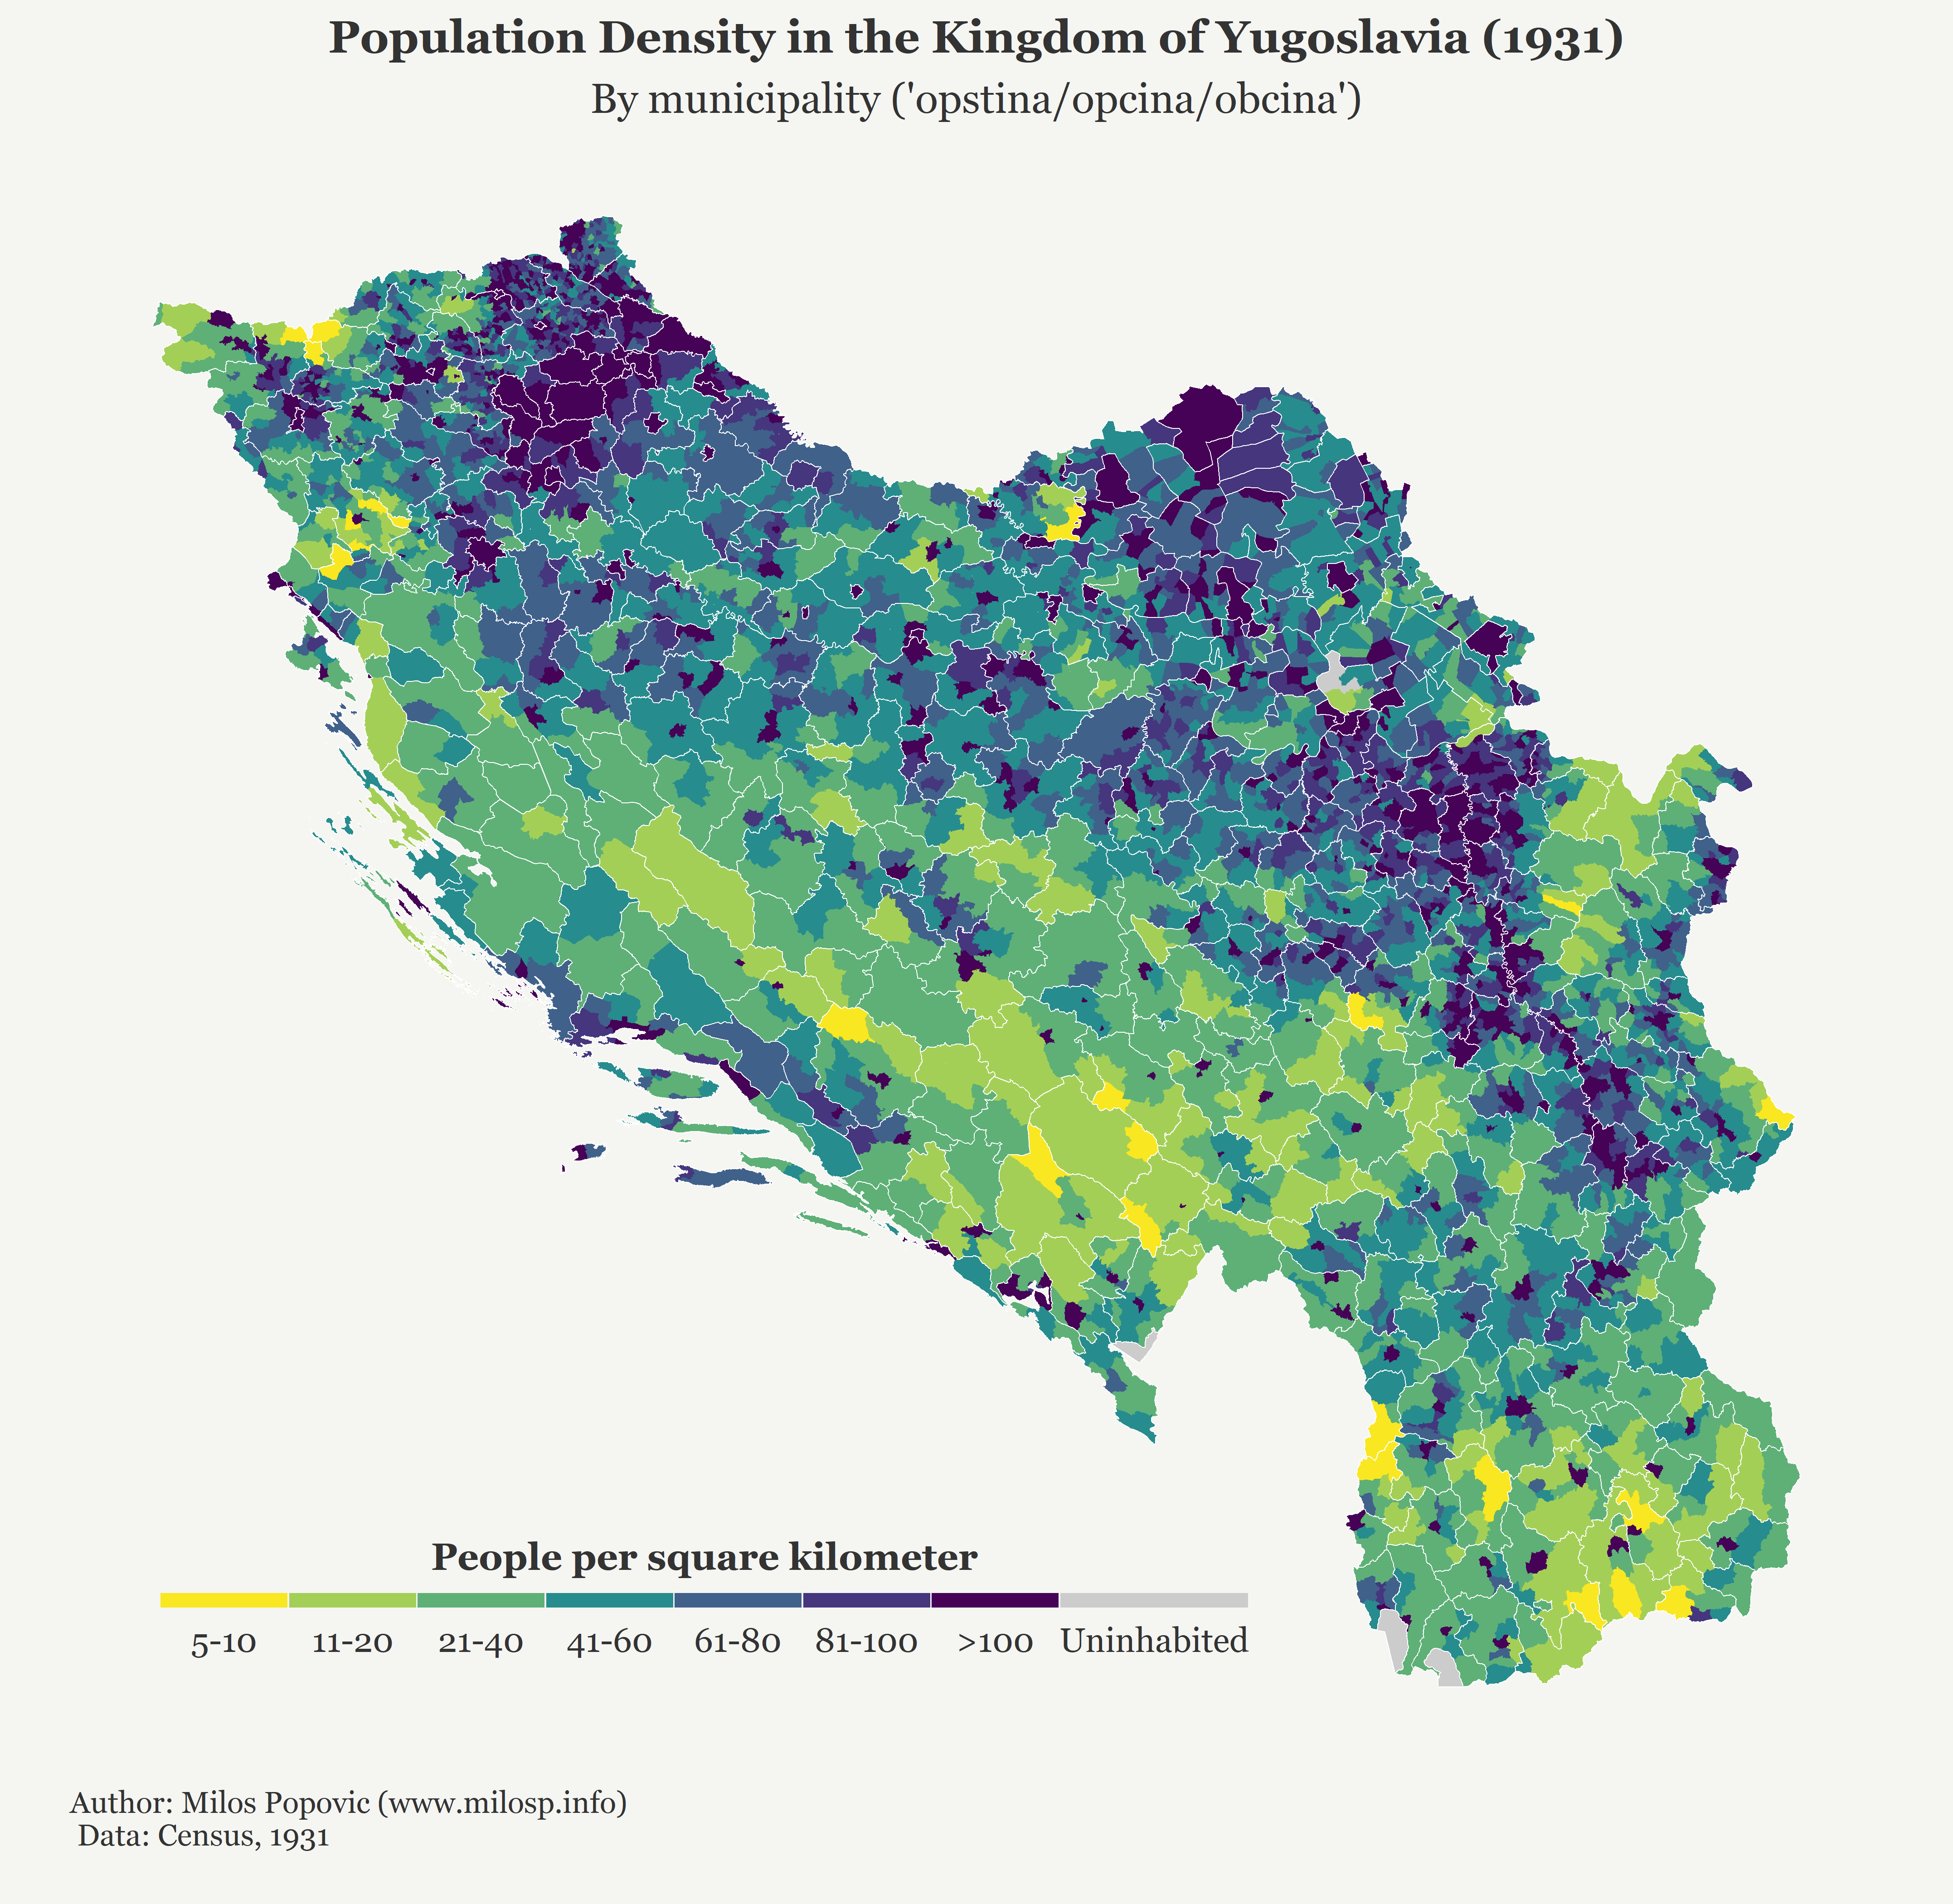 Population Density in the Kingdom of Yugoslavia (1931)
By municipality ('opstina/opcina/obcina')
People per square kilometer
5-10 11-20 21-40 41-60 61-80 81-100 >100 Uninhabited
Author: Milos Popovic (www.milosp.info)
Data: Census, 1931